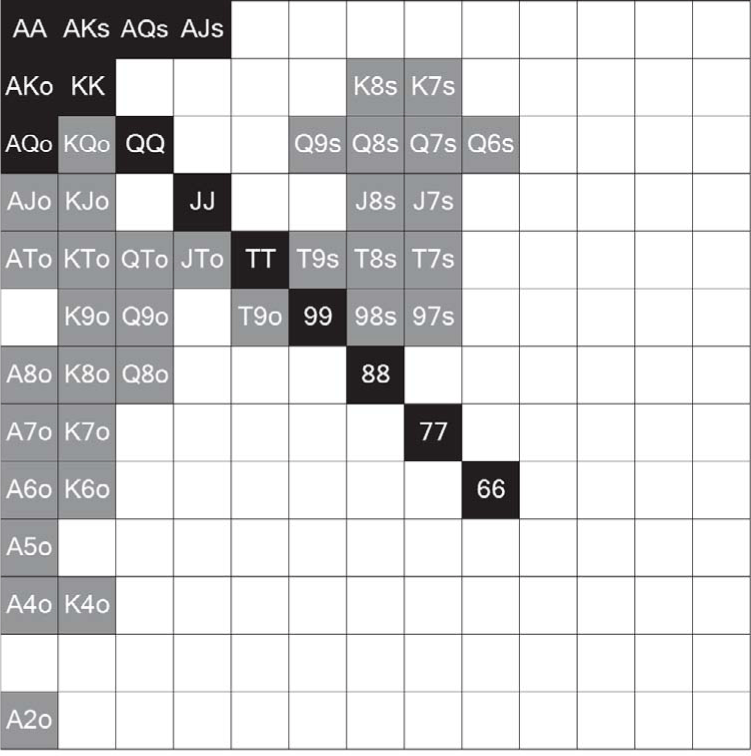 AA AKs AQs AJs
AKo KK K8s K7s
AQo KQo QQ Q9s Q8s Q7s Q6s
AJo KJo JJ J8s J7s
ATo KTo QTo JTo TT T9s T8s T7s
K9o Q9o T9o 99 98s 97s
A8o K8o Q8o 88
A7o K7o 77
A6o K6o 66
A5o
A4o K4o
A2o